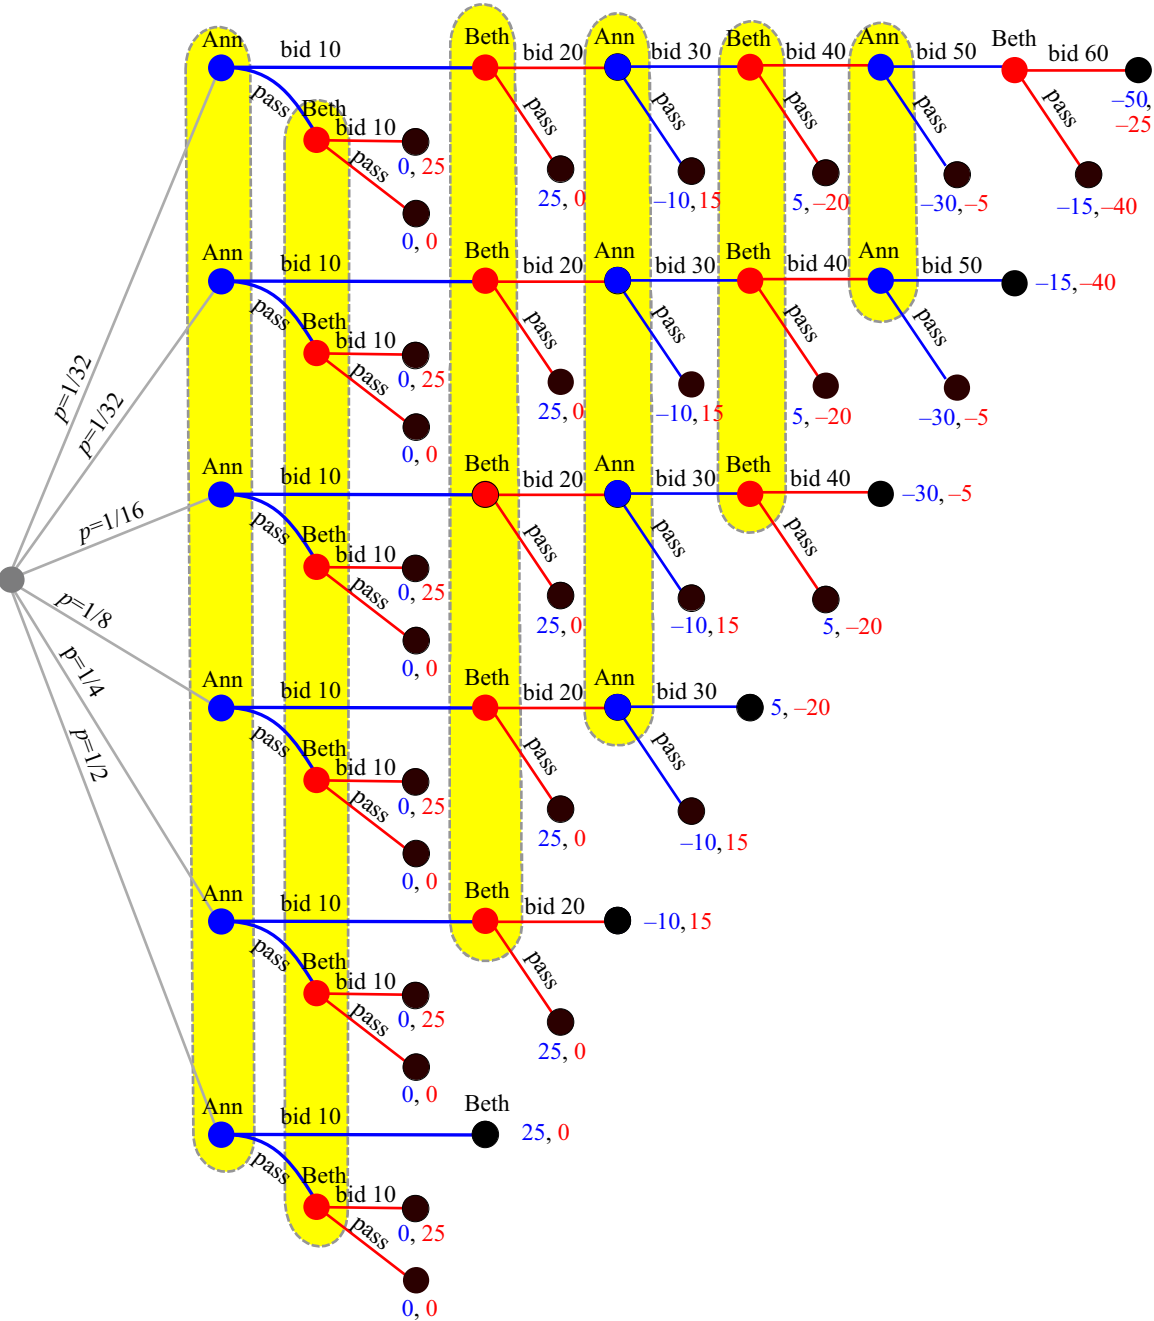 Ann bid 10 Beth bid 20 Ann bid 30 Beth bid 40 Ann bid 50 Beth bid 60
–50,
–25
pass Beth bid 10 pass pass pass pass pass pass
0, 25
25, 0 –10, 15 5, –20 –30,–5 –15,–40
0, 0
Ann bid 10 Beth bid 20 Ann bid 30 Beth bid 40 Ann bid 50 –15,–40
pass Beth bid 10 pass pass pass pass pass
0, 25
25, 0 –10, 15 5, –20 –30, –5
0, 0
p=1/32
p=1/32
Ann bid 10 Beth bid 20 Ann bid 30 Beth bid 40 –30, –5
p=1/16
pass Beth bid 10 pass pass pass pass
0, 25
25, 0 –10, 15 5, –20
0, 0
p=1/8
p=1/4
p=1/2
Ann bid 10 Beth bid 20 Ann bid 30 5, –20
pass Beth bid 10 pass pass pass
0, 25
25, 0 –10, 15
0, 0
Ann bid 10 Beth bid 20 –10, 15
pass Beth bid 10 pass pass
0, 25
25, 0
0, 0
Ann bid 10 Beth 25, 0
pass Beth bid 10 pass
0, 25
0, 0